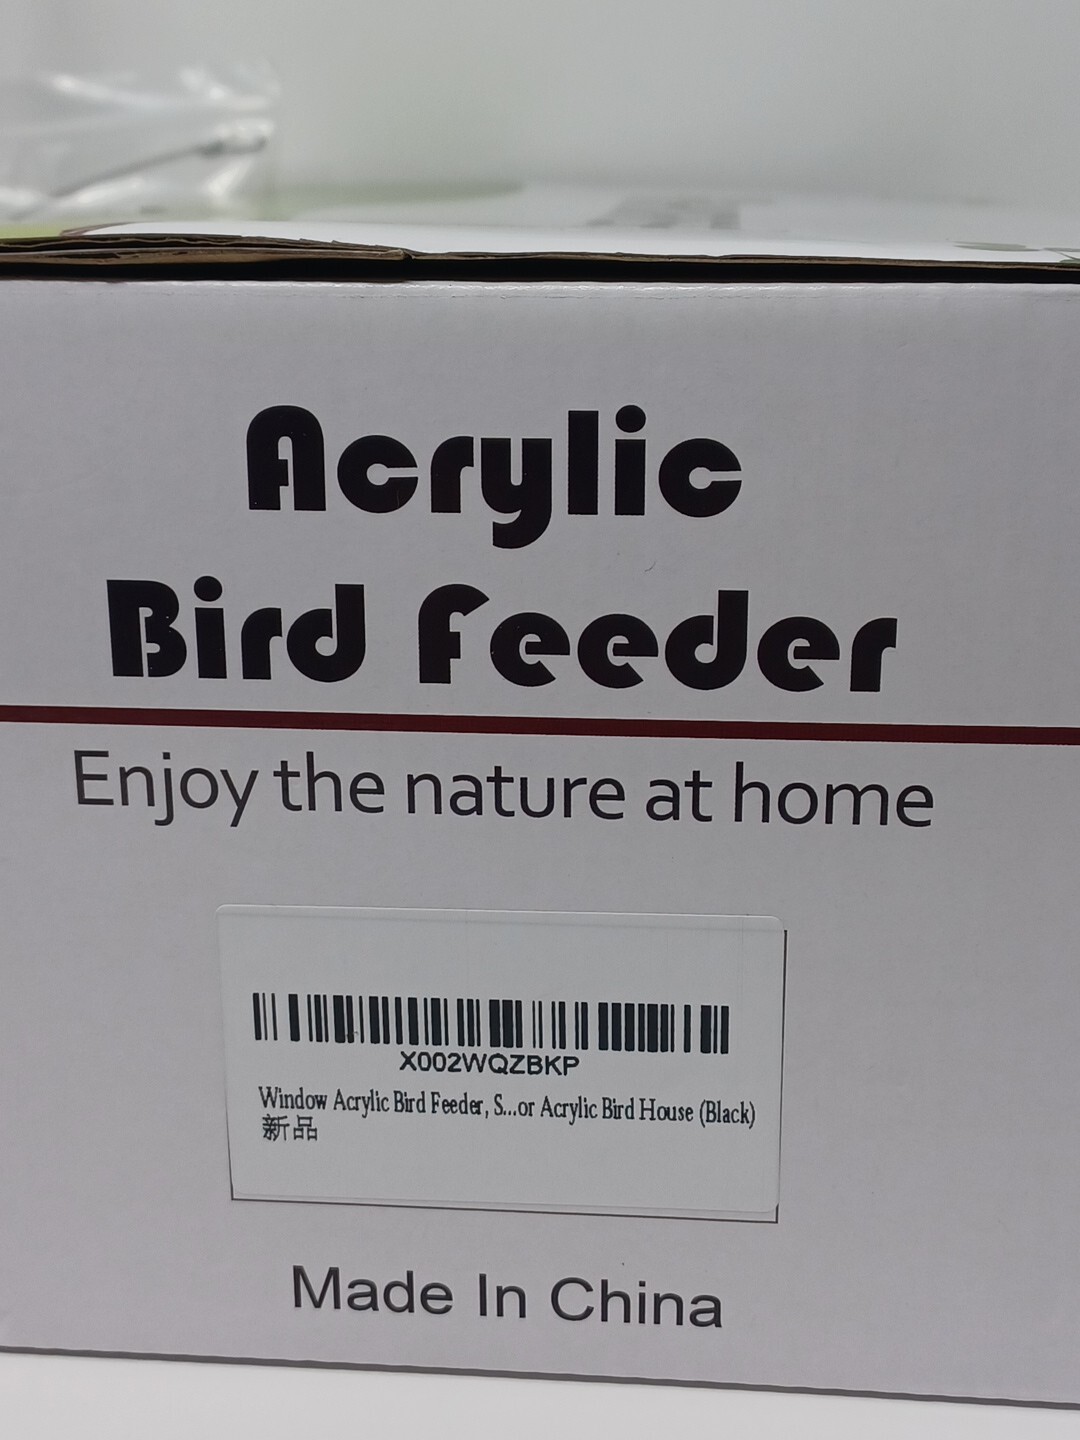 Acrylic
Bird Feeder
Enjoy the nature at home
X002WQZBKP
Window Acrylic Bird Feeder, S...or Acrylic Bird House (Black)
新品
Made In China